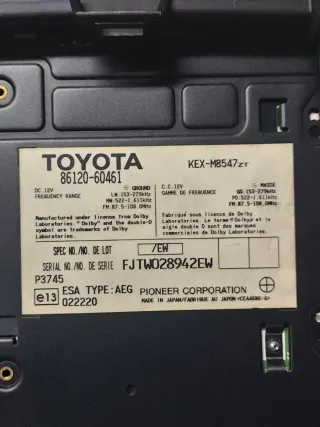 TOYOTA
86120-60461
KEX-M8547ZT
DC.12V ⏚ GROUND
FREQUENCY RANGE LW:153-279kHz
MW:522-1,611kHz
FM:87.5-108.0MHz
C.C.12V ⏚ MASSE
GAMME DE FREQUENCE GO:153-279kHz
PO:522-1,611kHz
FM:87.5-108.0MHz
Manufactured under license from Dolby
Laboratories. "Dolby" and the double-D
symbol are trademarks of Dolby
Laboratories.
Fabriqué sous licence de Dolby
Laboratories. "Dolby" et le
sigle double D sont des marques
de Dolby Laboratories.
SPEC NO./NO. DE LOT /EW
SERIAL NO./NO. DE SERIE FJTW028942EW
P3745
e13 ESA TYPE:AEG
022220
PIONEER CORPORATION
MADE IN JAPAN/FABRIQUE AU JAPON <CEA4686-A>